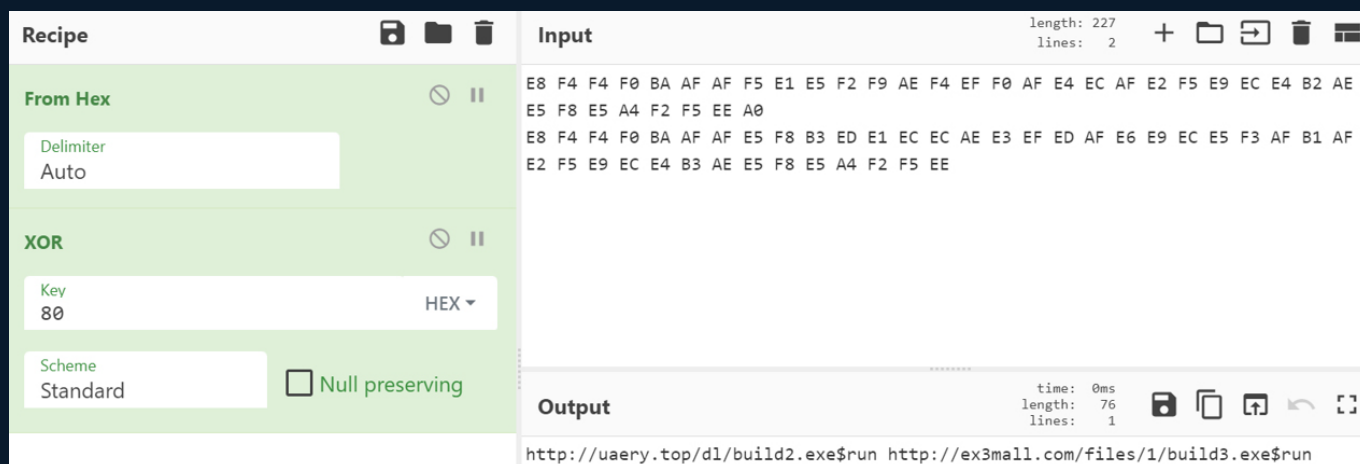 Recipe
From Hex
Delimiter
Auto
XOR
Key
80
HEX
Scheme
Standard
Null preserving
Input
length: 227
lines: 2
E8 F4 F4 F0 BA AF AF F5 E1 E5 F2 F9 AE F4 EF F0 AF E4 EC AF E2 F5 E9 EC E4 B2 AE
E5 F8 E5 A4 F2 F5 EE A0
E8 F4 F4 F0 BA AF AF E5 F8 B3 ED E1 EC EC AE E3 EF ED AF E6 E9 EC E5 F3 AF B1 AF
E2 F5 E9 EC E4 B3 AE E5 F8 E5 A4 F2 F5 EE
Output
time: 0ms
length: 76
lines: 1
http://uaery.top/dl/build2.exe$run http://ex3mall.com/files/1/build3.exe$run